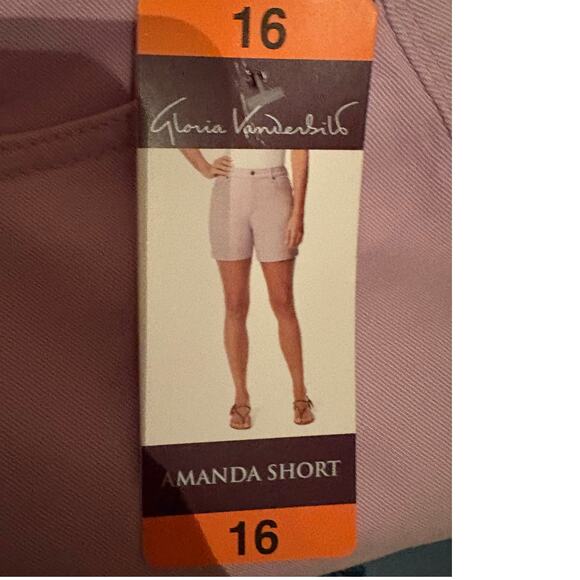 16
Gloria Vanderbilt
AMANDA SHORT
16